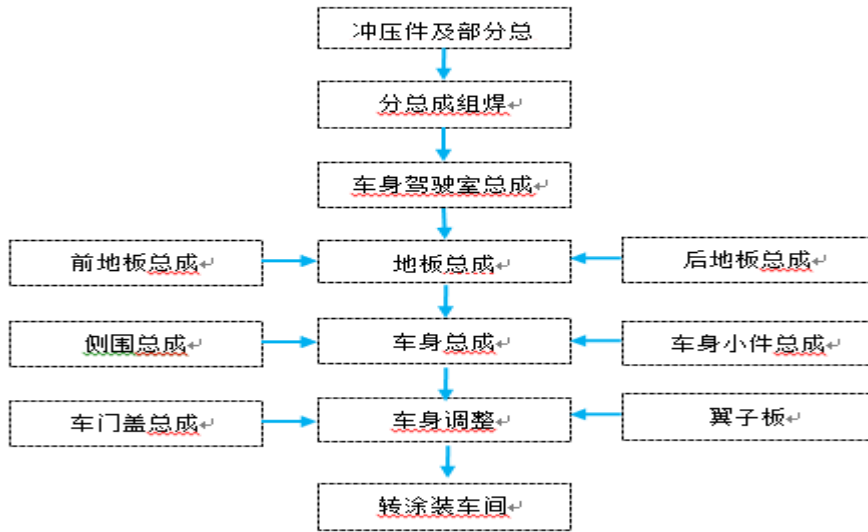 冲压件及部分总
分总成组焊
车身驾驶室总成
前地板总成
地板总成
后地板总成
侧围总成
车身总成
车身小件总成
车门盖总成
车身调整
翼子板
转涂装车间